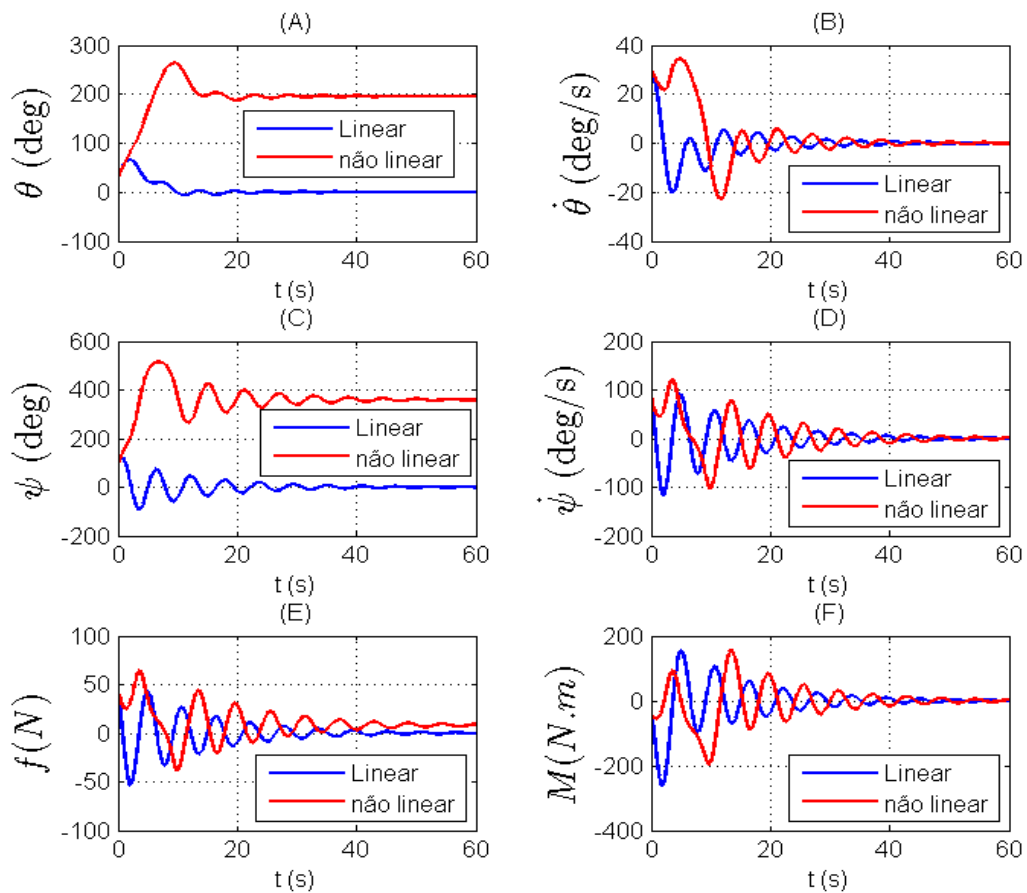 (A)
300
200
100
0
-100
θ (deg)
Linear
não linear
0 20 40 60
t (s)
(B)
40
20
0
-20
-40
θ̇ (deg/s)
Linear
não linear
0 20 40 60
t (s)
(C)
600
400
200
0
-200
ψ (deg)
Linear
não linear
0 20 40 60
t (s)
(D)
200
100
0
-100
-200
ψ̇ (deg/s)
Linear
não linear
0 20 40 60
t (s)
(E)
100
50
0
-50
-100
f(N)
Linear
não linear
0 20 40 60
t (s)
(F)
200
0
-200
-400
M(N.m)
Linear
não linear
0 20 40 60
t (s)